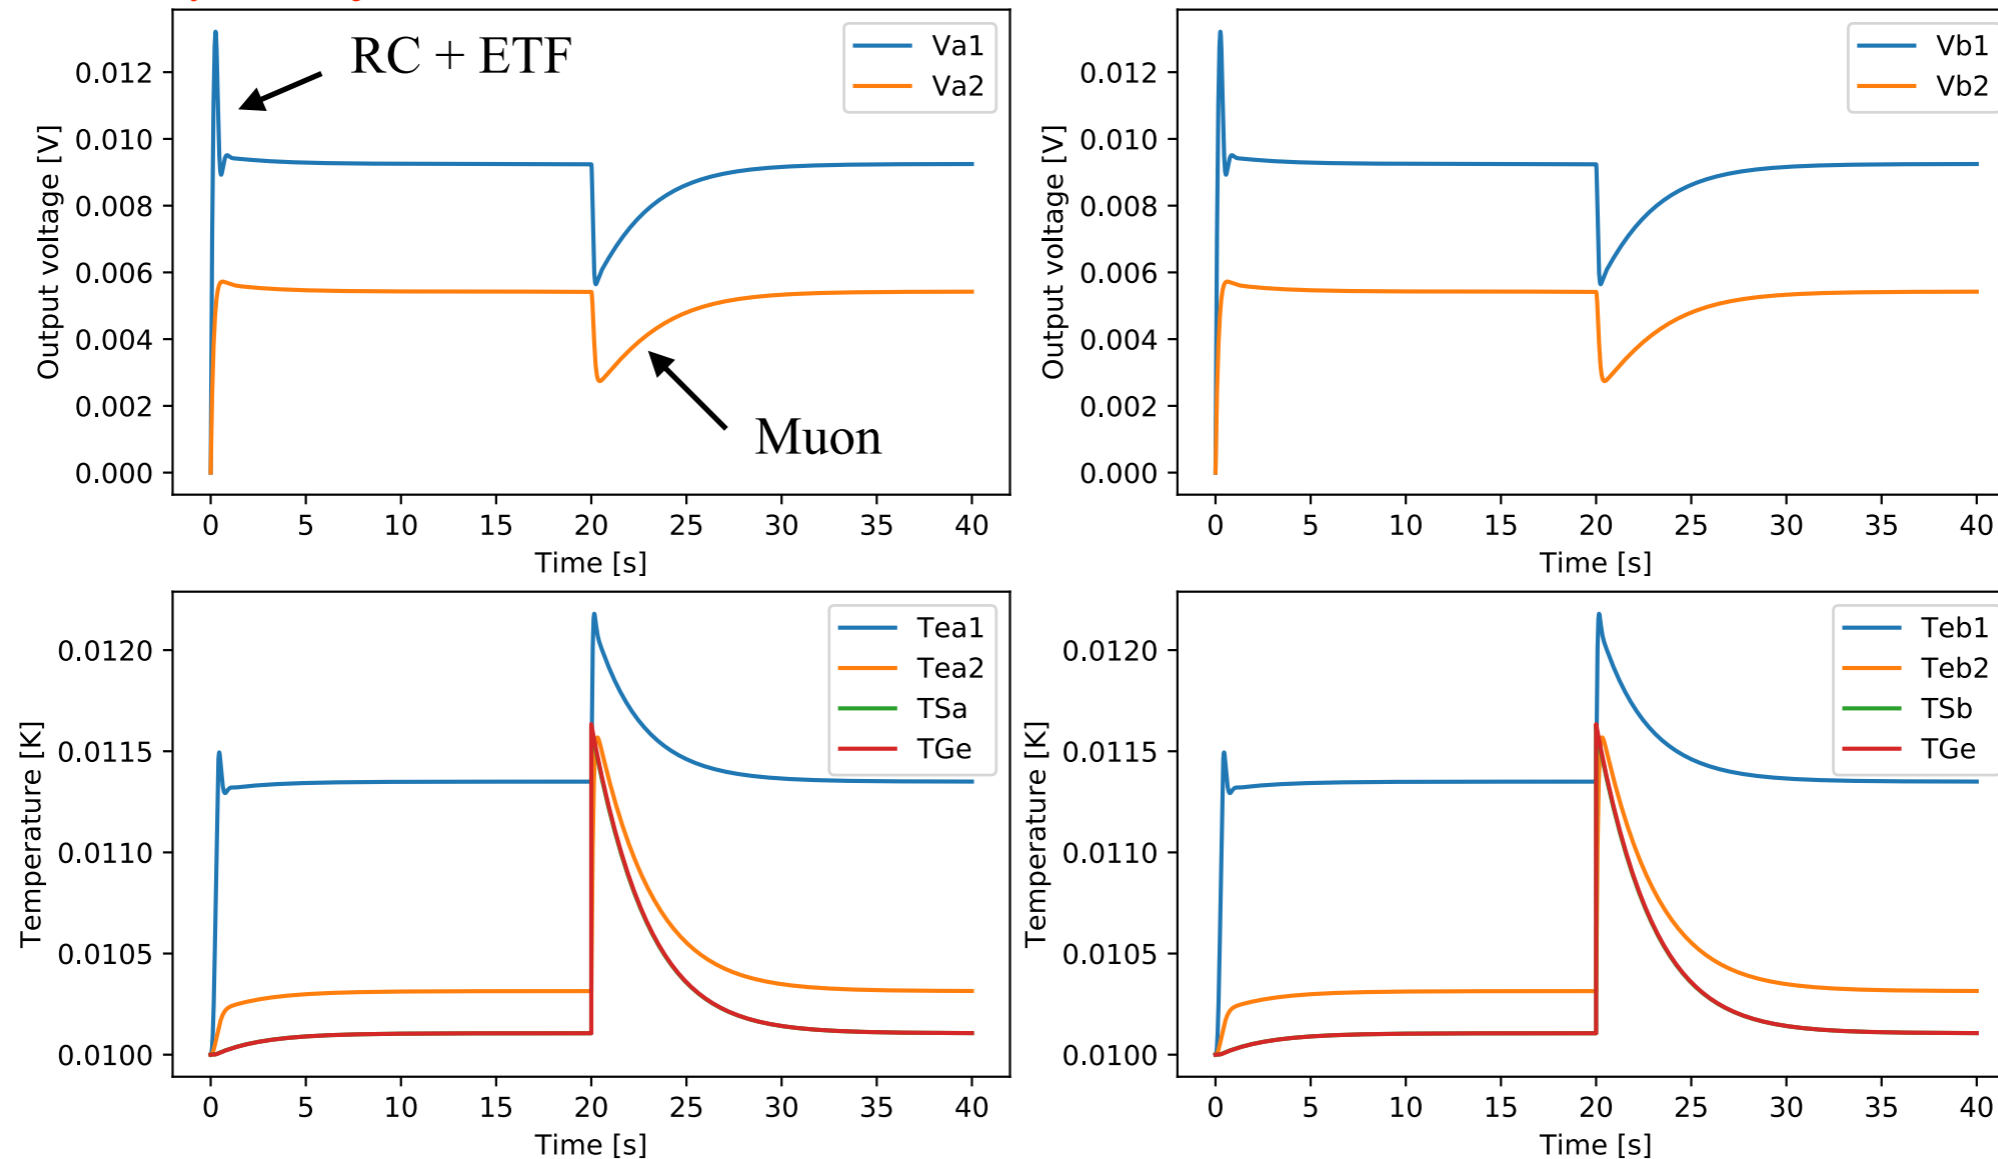 RC + ETF
Va1
Va2
Muon
0.012
0.010
0.008
0.006
0.004
0.002
0.000
Output voltage [V]
0 5 10 15 20 25 30 35 40
Time [s]
Vb1
Vb2
0.012
0.010
0.008
0.006
0.004
0.002
0.000
Output voltage [V]
0 5 10 15 20 25 30 35 40
Time [s]
Tea1
Tea2
TSa
TGe
0.0120
0.0115
0.0110
0.0105
0.0100
Temperature [K]
0 5 10 15 20 25 30 35 40
Time [s]
Teb1
Teb2
TSb
TGe
0.0120
0.0115
0.0110
0.0105
0.0100
Temperature [K]
0 5 10 15 20 25 30 35 40
Time [s]